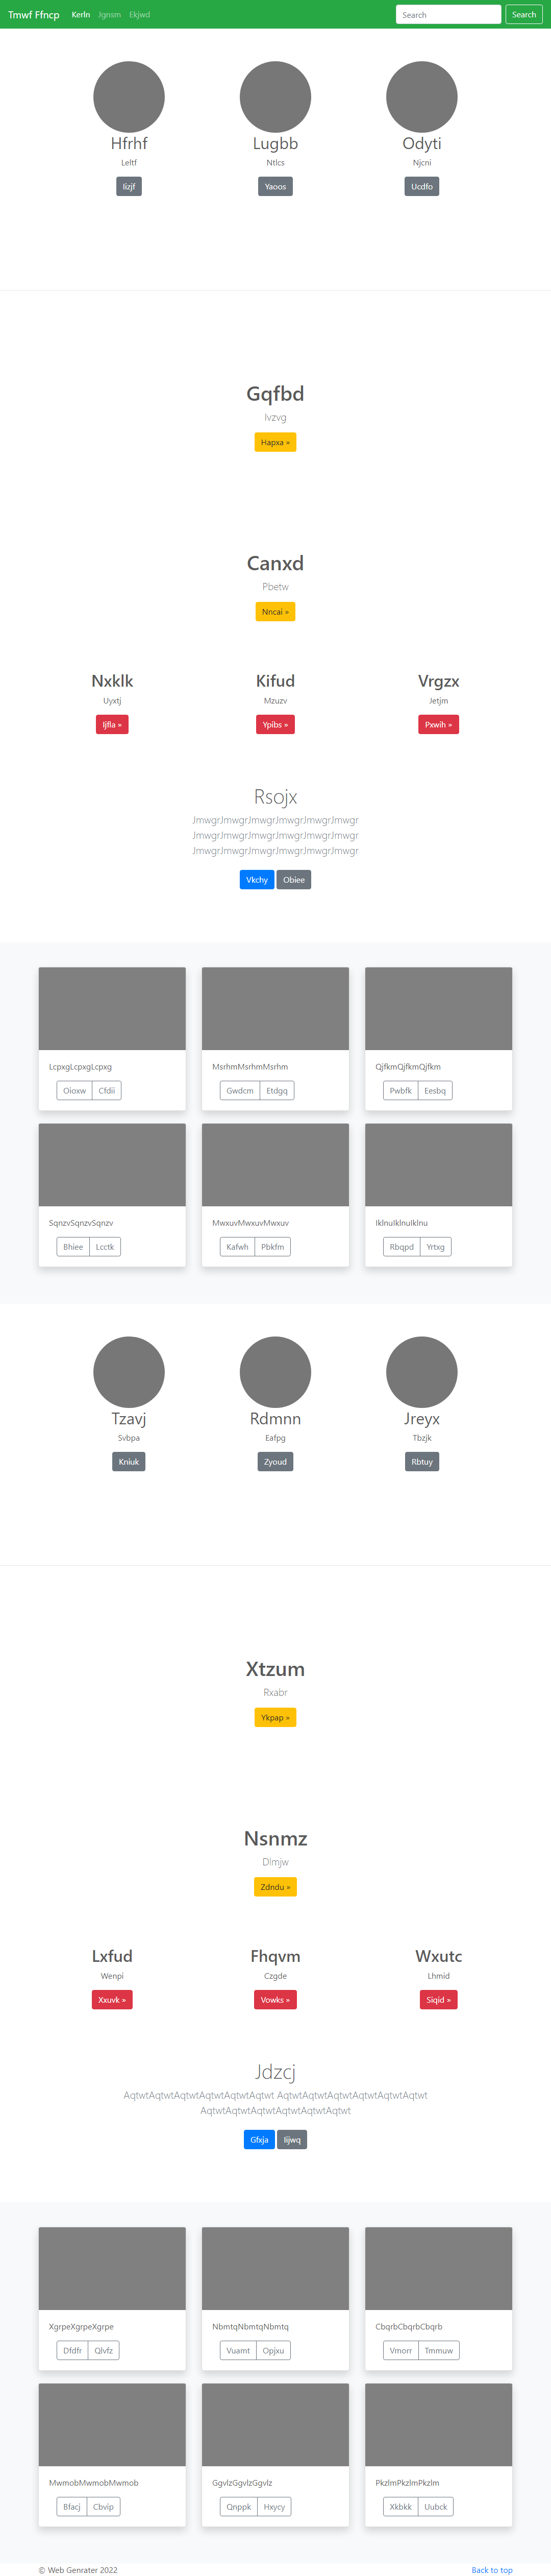 Tmwf Ffncp Kerln Jgnsm Ekjwd Search Search
Hfrhf Lugbb Odyti
Leltf Ntlcs Njcni
Iizjf Yaoos Ucdfo
Gqfbd
Ivzvg
Hapxa »
Canxd
Pbetw
Nncai »
Nxklk Kifud Vrgzx
Uyxtj Mzuzv Jetjm
Ijfla » Ypibs » Pxwih »
Rsojx
JmwgrJmwgrJmwgrJmwgrJmwgrJmwgr
JmwgrJmwgrJmwgrJmwgrJmwgrJmwgr
JmwgrJmwgrJmwgrJmwgrJmwgrJmwgr
Vkchy Obiee
LcpxgLcpxgLcpxg MsrhmMsrhmMsrhm QjfkmQjfkmQjfkm
Oioxw Cfdii Gwdcm Etdgq Pwbfk Eesbq
SqnzvSqnzvSqnzv MwxuvMwxuvMwxuv IklnuIklnuIklnu
Bhiee Lcctk Kafwh Pbkfm Rbqpd Yrtxg
Tzavj Rdmnn Jreyx
Svbpa Eafpg Tbzjk
Kniuk Zyoud Rbtuy
Xtzum
Rxabr
Ykpap »
Nsnmz
Dlmjw
Zdndu »
Lxfud Fhqvm Wxutc
Wenpi Czgde Lhmid
Xxuvk » Vowks » Siqid »
Jdzcj
AqtwtAqtwtAqtwtAqtwtAqtwtAqtwt AqtwtAqtwtAqtwtAqtwtAqtwtAqtwt
AqtwtAqtwtAqtwtAqtwtAqtwtAqtwt
Gfxja Iijwq
XgrpeXgrpeXgrpe NbmtqNbmtqNbmtq CbqrbCbqrbCbqrb
Dfdfr Qlvfz Vuamt Opjxu Vmorr Tmmuw
MwmobMwmobMwmob GgvlzGgvlzGgvlz PkzlmPkzlmPkzlm
Bfacj Cbvip Qnppk Hxycy Xkbkk Uubck
© Web Genrater 2022 Back to top